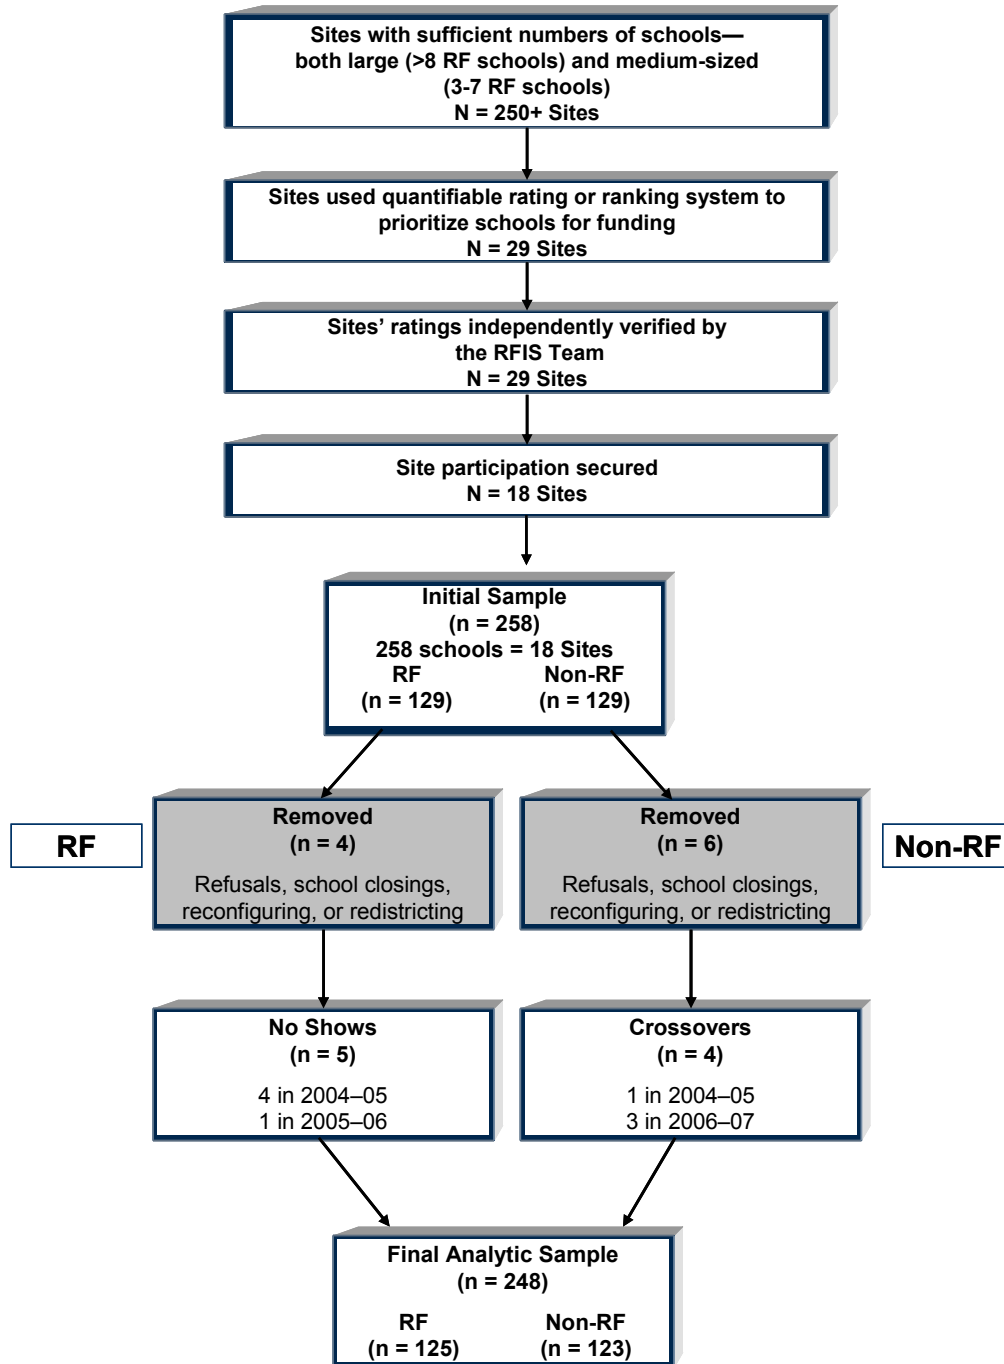 Sites with sufficient numbers of schools—
both large (>8 RF schools) and medium-sized
(3-7 RF schools)
N = 250+ Sites
Sites used quantifiable rating or ranking system to
prioritize schools for funding
N = 29 Sites
Sites’ ratings independently verified by
the RFIS Team
N = 29 Sites
Site participation secured
N = 18 Sites
Initial Sample
(n = 258)
258 schools = 18 Sites
RF Non-RF
(n = 129) (n = 129)
RF
Removed
(n = 4)
Refusals, school closings,
reconfiguring, or redistricting
Removed
(n = 6)
Refusals, school closings,
reconfiguring, or redistricting
Non-RF
No Shows
(n = 5)
4 in 2004–05
1 in 2005–06
Crossovers
(n = 4)
1 in 2004–05
3 in 2006–07
Final Analytic Sample
(n = 248)
RF Non-RF
(n = 125) (n = 123)